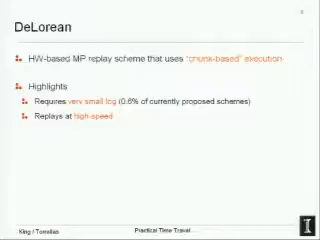 DeLorean
HW-based MP replay scheme that uses "chunk-based" execution
Highlights
Requires very small log (0.6% of currently proposed schemes)
Replays at high-speed
King / Torrellas
Practical Time Travel
I